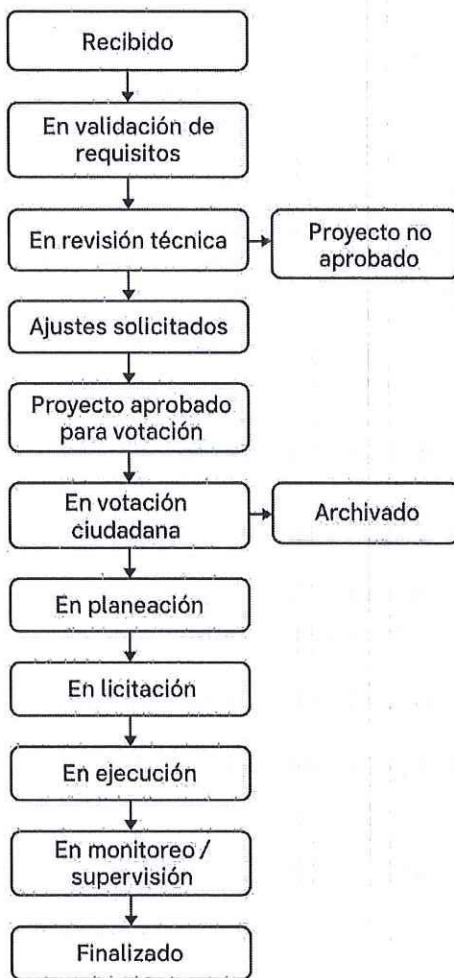 Recibido
En validación de
requisitos
En revisión técnica
Proyecto no
aprobado
Ajustes solicitados
Proyecto aprobado
para votación
En votación
ciudadana
Archivado
En planeación
En licitación
En ejecución
En monitoreo /
supervisión
Finalizado